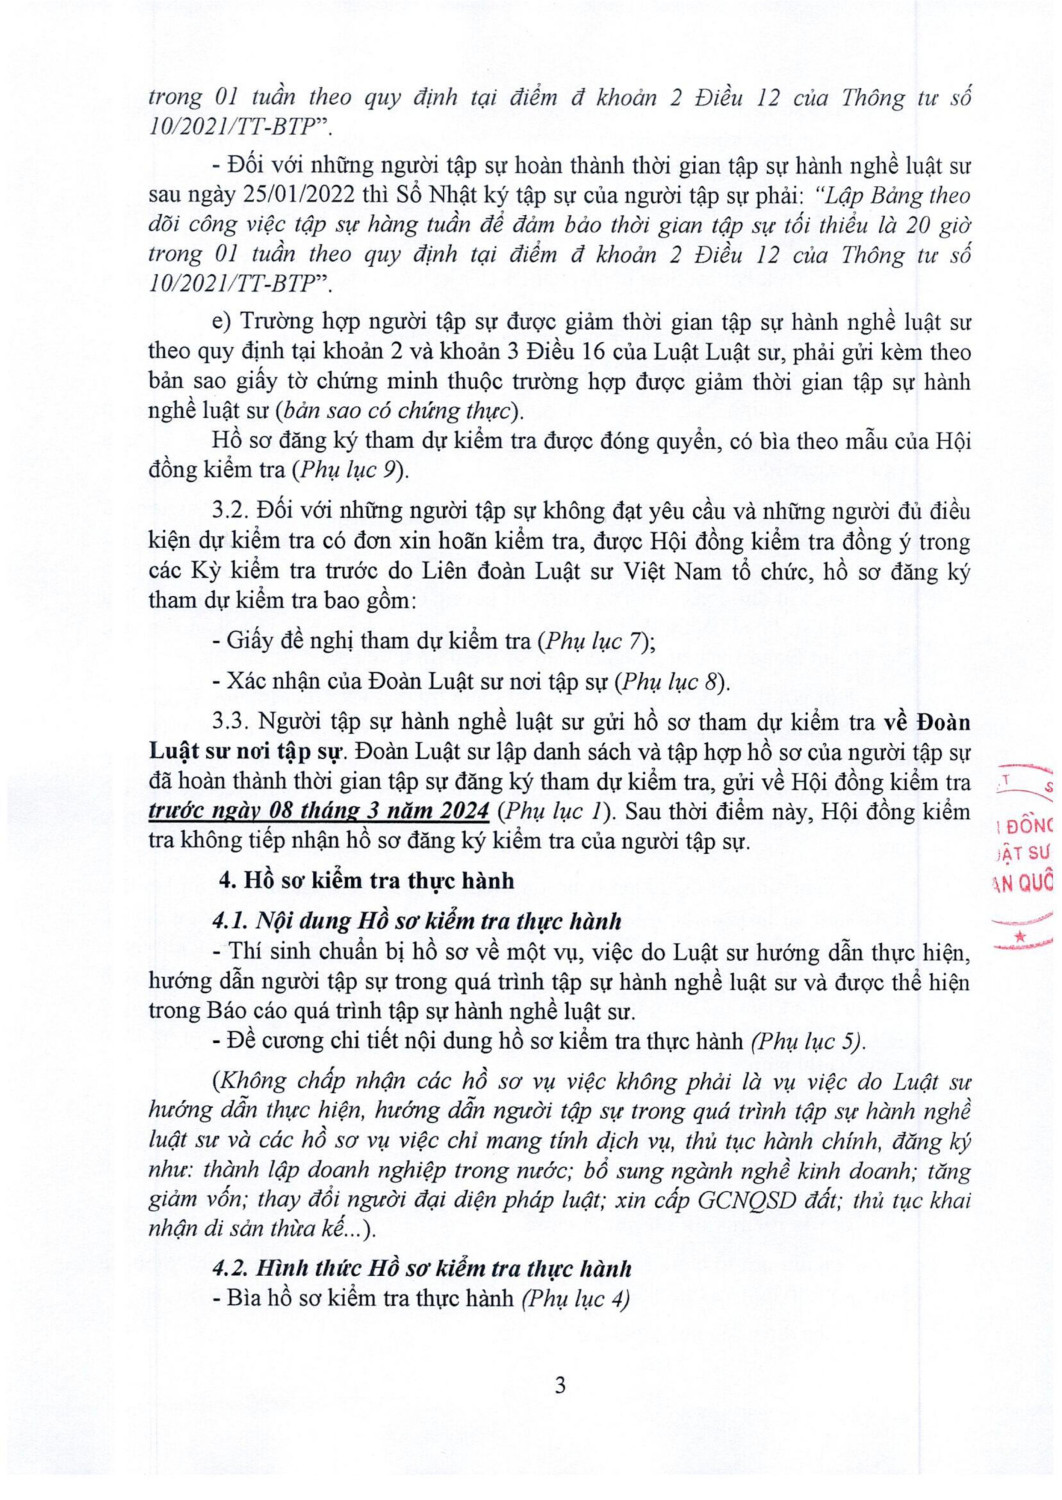 trong 01 tuần theo quy định tại điểm đ khoản 2 Điều 12 của Thông tư số
10/2021/TT-BTP”.
- Đối với những người tập sự hoàn thành thời gian tập sự hành nghề luật sư
sau ngày 25/01/2022 thì Sổ Nhật ký tập sự của người tập sự phải: “Lập Bảng theo
dõi công việc tập sự hàng tuần để đảm bảo thời gian tập sự tối thiểu là 20 giờ
trong 01 tuần theo quy định tại điểm đ khoản 2 Điều 12 của Thông tư số
10/2021/TT-BTP”.
e) Trường hợp người tập sự được giảm thời gian tập sự hành nghề luật sư
theo quy định tại khoản 2 và khoản 3 Điều 16 của Luật Luật sư, phải gửi kèm theo
bản sao giấy tờ chứng minh thuộc trường hợp được giảm thời gian tập sự hành
nghề luật sư (bản sao có chứng thực).
Hồ sơ đăng ký tham dự kiểm tra được đóng quyển, có bìa theo mẫu của Hội
đồng kiểm tra (Phụ lục 9).
3.2. Đối với những người tập sự không đạt yêu cầu và những người đủ điều
kiện dự kiểm tra có đơn xin hoãn kiểm tra, được Hội đồng kiểm tra đồng ý trong
các Kỳ kiểm tra trước do Liên đoàn Luật sư Việt Nam tổ chức, hồ sơ đăng ký
tham dự kiểm tra bao gồm:
- Giấy đề nghị tham dự kiểm tra (Phụ lục 7);
- Xác nhận của Đoàn Luật sư nơi tập sự (Phụ lục 8).
3.3. Người tập sự hành nghề luật sư gửi hồ sơ tham dự kiểm tra về Đoàn
Luật sư nơi tập sự. Đoàn Luật sư lập danh sách và tập hợp hồ sơ của người tập sự
đã hoàn thành thời gian tập sự đăng ký tham dự kiểm tra, gửi về Hội đồng kiểm tra
trước ngày 08 tháng 3 năm 2024 (Phụ lục 1). Sau thời điểm này, Hội đồng kiểm
tra không tiếp nhận hồ sơ đăng ký kiểm tra của người tập sự.
4. Hồ sơ kiểm tra thực hành
4.1. Nội dung Hồ sơ kiểm tra thực hành
- Thí sinh chuẩn bị hồ sơ về một vụ, việc do Luật sư hướng dẫn thực hiện,
hướng dẫn người tập sự trong quá trình tập sự hành nghề luật sư và được thể hiện
trong Báo cáo quá trình tập sự hành nghề luật sư.
- Đề cương chi tiết nội dung hồ sơ kiểm tra thực hành (Phụ lục 5).
(Không chấp nhận các hồ sơ vụ việc không phải là vụ việc do Luật sư
hướng dẫn thực hiện, hướng dẫn người tập sự trong quá trình tập sự hành nghề
luật sư và các hồ sơ vụ việc chỉ mang tính dịch vụ, thủ tục hành chính, đăng ký
như: thành lập doanh nghiệp trong nước; bổ sung ngành nghề kinh doanh; tăng
giảm vốn; thay đổi người đại diện pháp luật; xin cấp GCNQSD đất; thủ tục khai
nhận di sản thừa kế...).
4.2. Hình thức Hồ sơ kiểm tra thực hành
- Bìa hồ sơ kiểm tra thực hành (Phụ lục 4)
3
ĐỒNG
ẬT SƯ
AN QUỐ